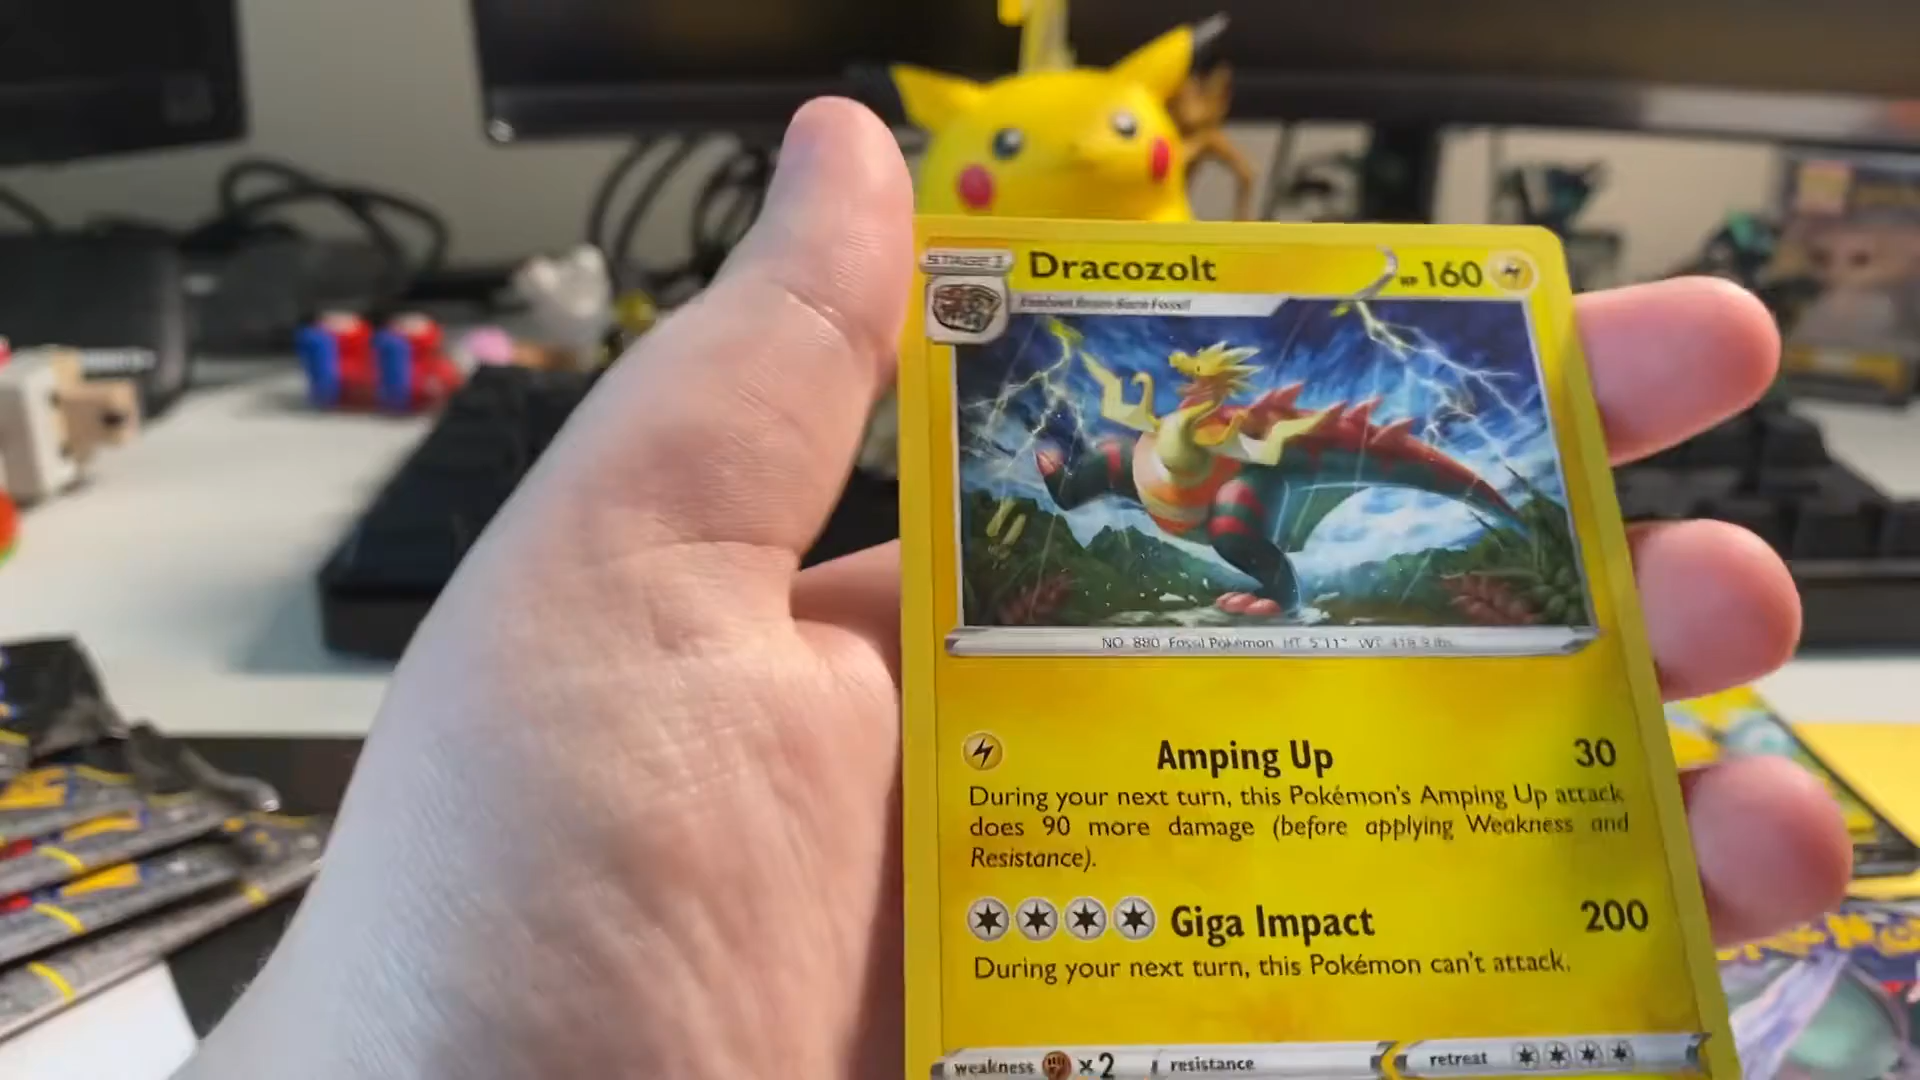 STAGE 1
Dracozolt
HP 160
NO. 880 Fossil Pokémon HT 5'11" WT 419.9 lbs.
Amping Up 30
During your next turn, this Pokémon's Amping Up attack
does 90 more damage (before applying Weakness and
Resistance).
Giga Impact 200
During your next turn, this Pokémon can't attack.
weakness ×2 resistance retreat